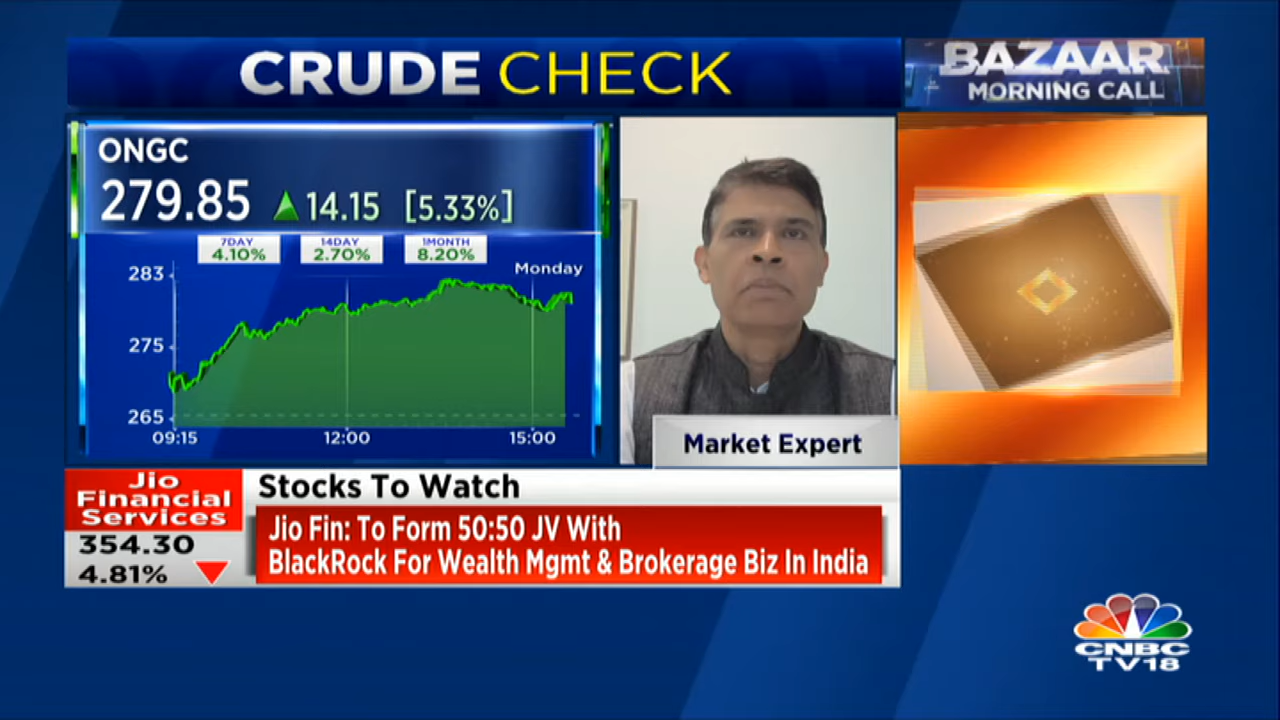 CRUDE CHECK
BAZAAR
MORNING CALL
ONGC
279.85 ▲ 14.15 [5.33%]
7DAY 14DAY 1MONTH
4.10% 2.70% 8.20%
Monday
283
275
265
09:15 12:00 15:00
Market Expert
Jio
Financial
Services
354.30
4.81% ▼
Stocks To Watch
Jio Fin: To Form 50:50 JV With
BlackRock For Wealth Mgmt & Brokerage Biz In India
CNBC
TV18